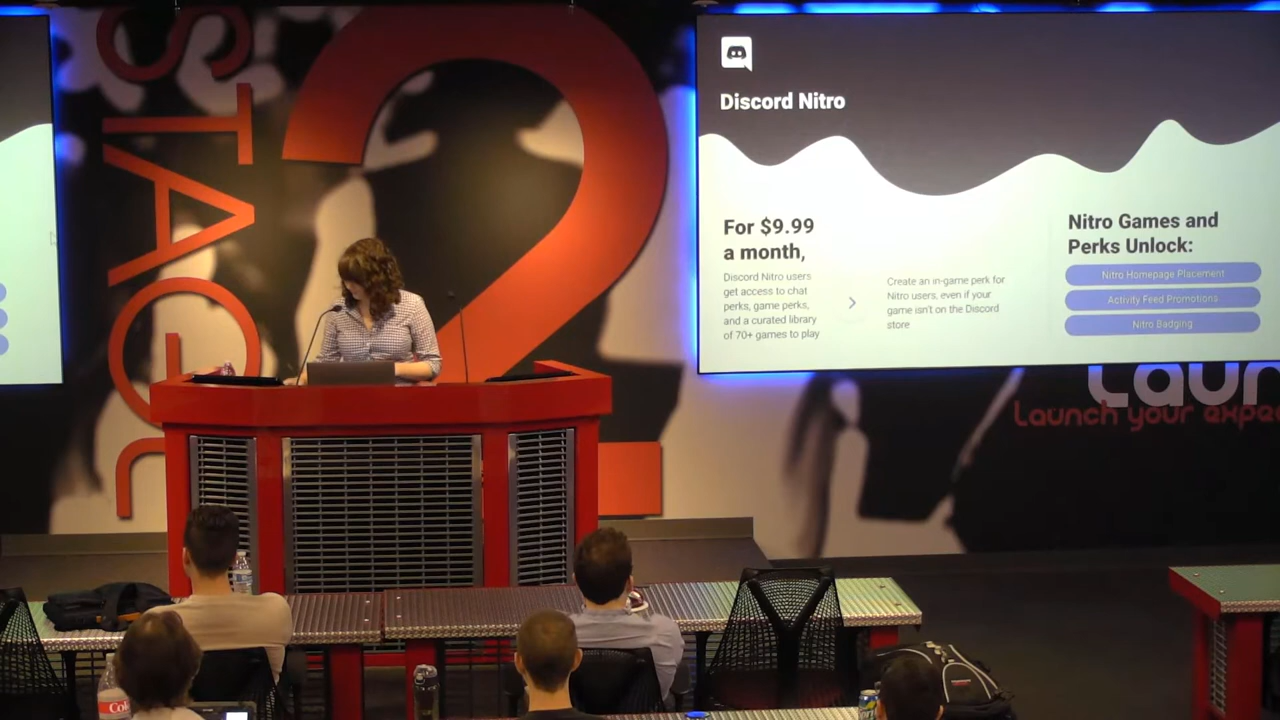 STAGE
2
Discord Nitro
For $9.99
a month,
Discord Nitro users
get access to chat
perks, game perks,
and a curated library
of 70+ games to play
Create an in-game perk for
Nitro users, even if your
game isn't on the Discord
store
Nitro Games and
Perks Unlock:
Nitro Homepage Placement
Activity Feed Promotions
Nitro Badging
Laun
Launch your expe